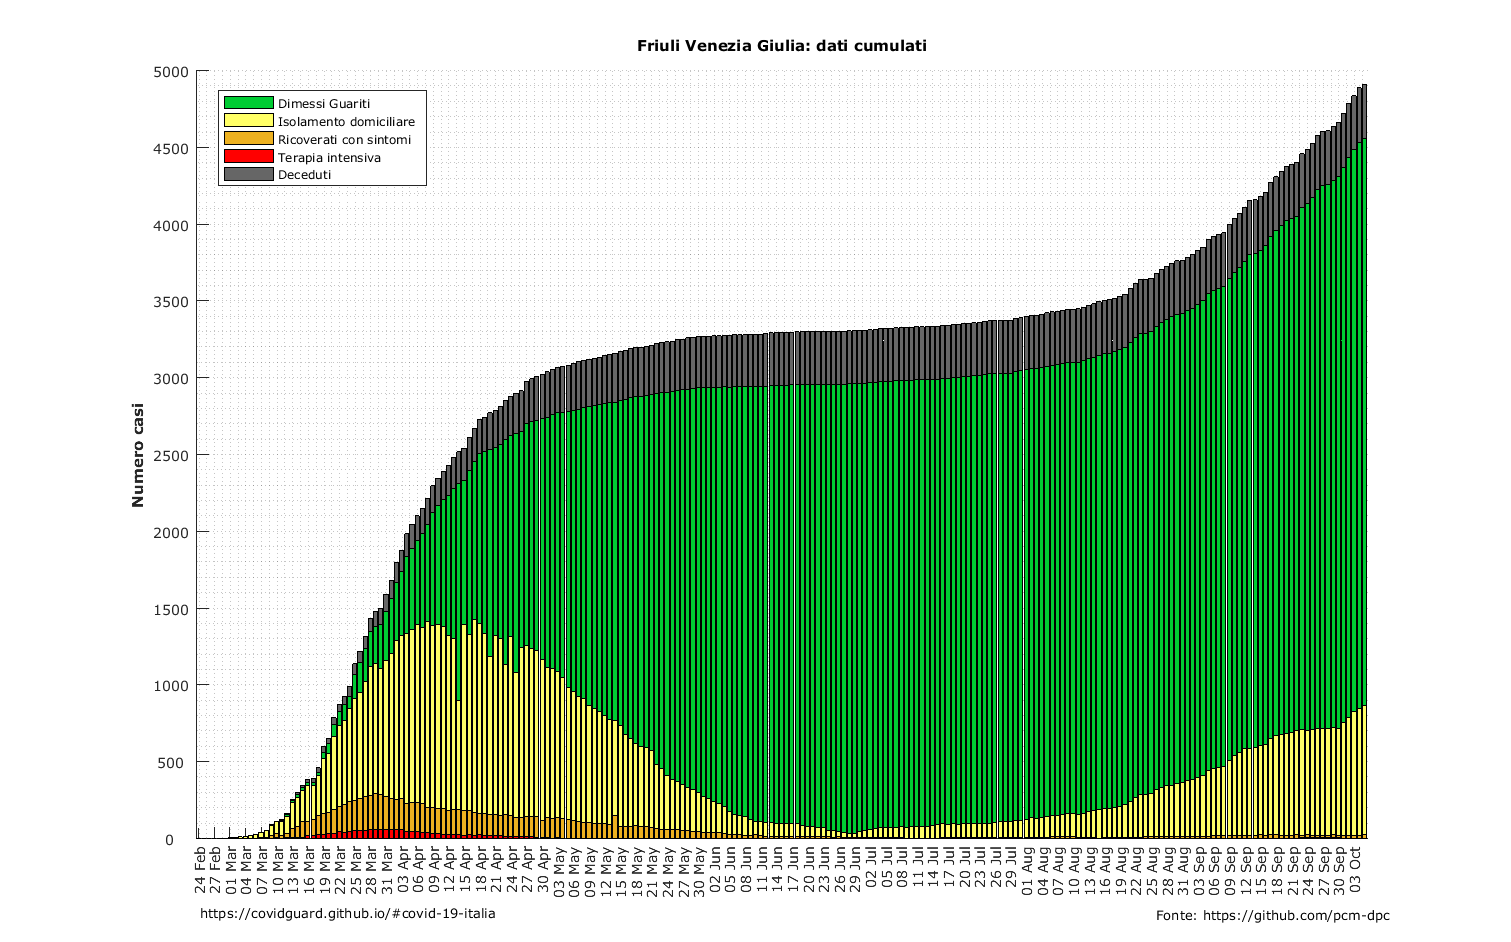 Friuli Venezia Giulia: dati cumulati
5000
4500
4000
3500
3000
2500
2000
1500
1000
500
0
Numero casi
Dimessi Guariti
Isolamento domiciliare
Ricoverati con sintomi
Terapia intensiva
Deceduti
24 Feb
27 Feb
01 Mar
04 Mar
07 Mar
10 Mar
13 Mar
16 Mar
19 Mar
22 Mar
25 Mar
28 Mar
31 Mar
03 Apr
06 Apr
09 Apr
12 Apr
15 Apr
18 Apr
21 Apr
24 Apr
27 Apr
30 Apr
03 May
06 May
09 May
12 May
15 May
18 May
21 May
24 May
27 May
30 May
02 Jun
05 Jun
08 Jun
11 Jun
14 Jun
17 Jun
20 Jun
23 Jun
26 Jun
29 Jun
02 Jul
05 Jul
08 Jul
11 Jul
14 Jul
17 Jul
20 Jul
23 Jul
26 Jul
29 Jul
01 Aug
04 Aug
07 Aug
10 Aug
13 Aug
16 Aug
19 Aug
22 Aug
25 Aug
28 Aug
31 Aug
03 Sep
06 Sep
09 Sep
12 Sep
15 Sep
18 Sep
21 Sep
24 Sep
27 Sep
30 Sep
03 Oct
https://covidguard.github.io/#covid-19-italia
Fonte: https://github.com/pcm-dpc